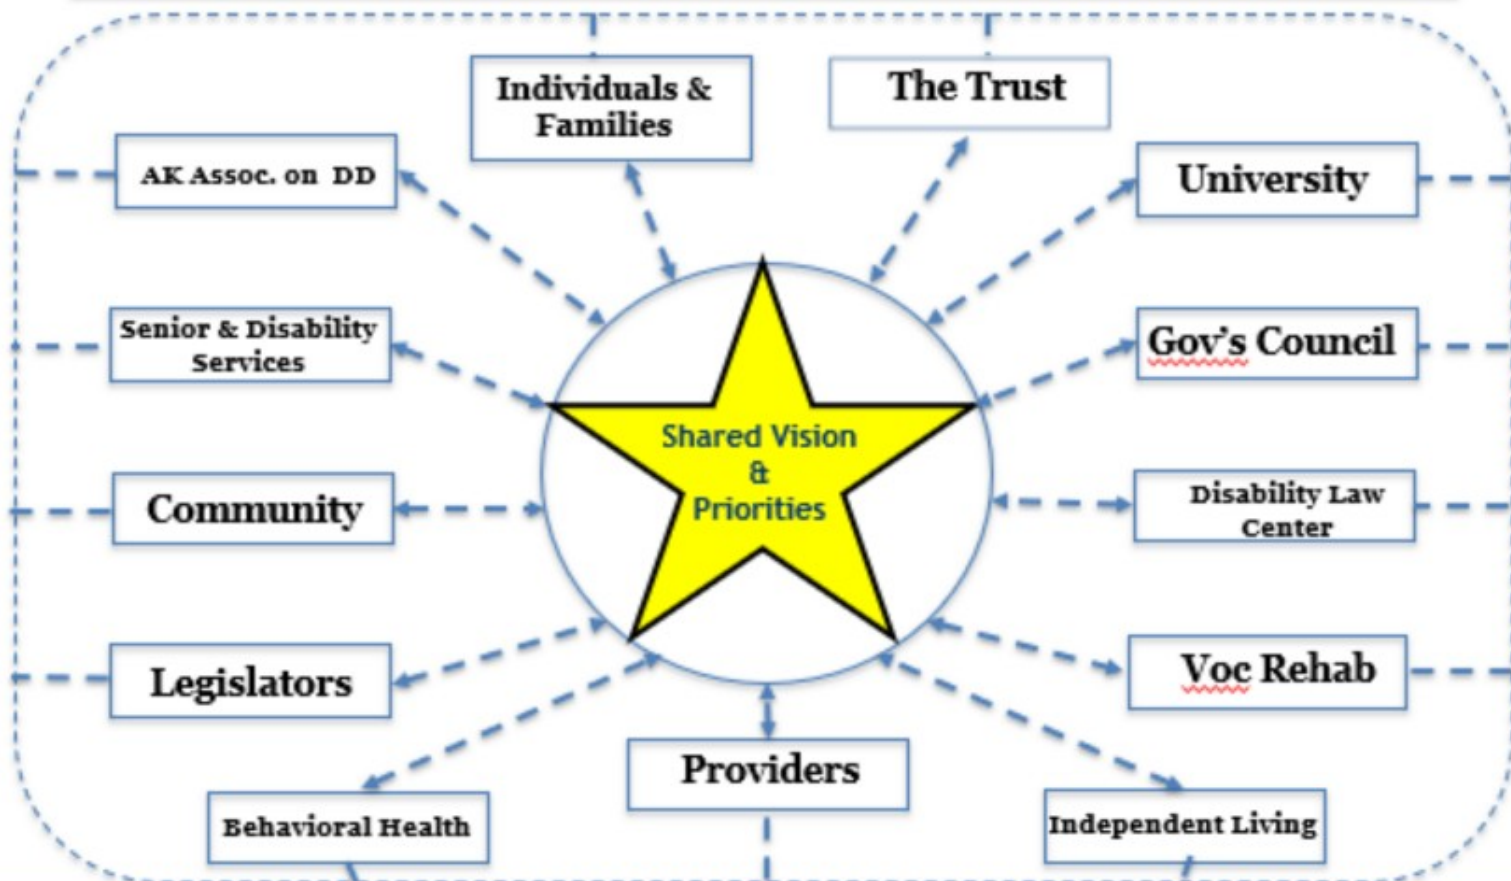 Individuals &
Families
The Trust
AK Assoc. on DD
University
Senior & Disability
Services
Gov's Council
Shared Vision
&
Priorities
Community
Disability Law
Center
Legislators
Voc Rehab
Providers
Behavioral Health
Independent Living